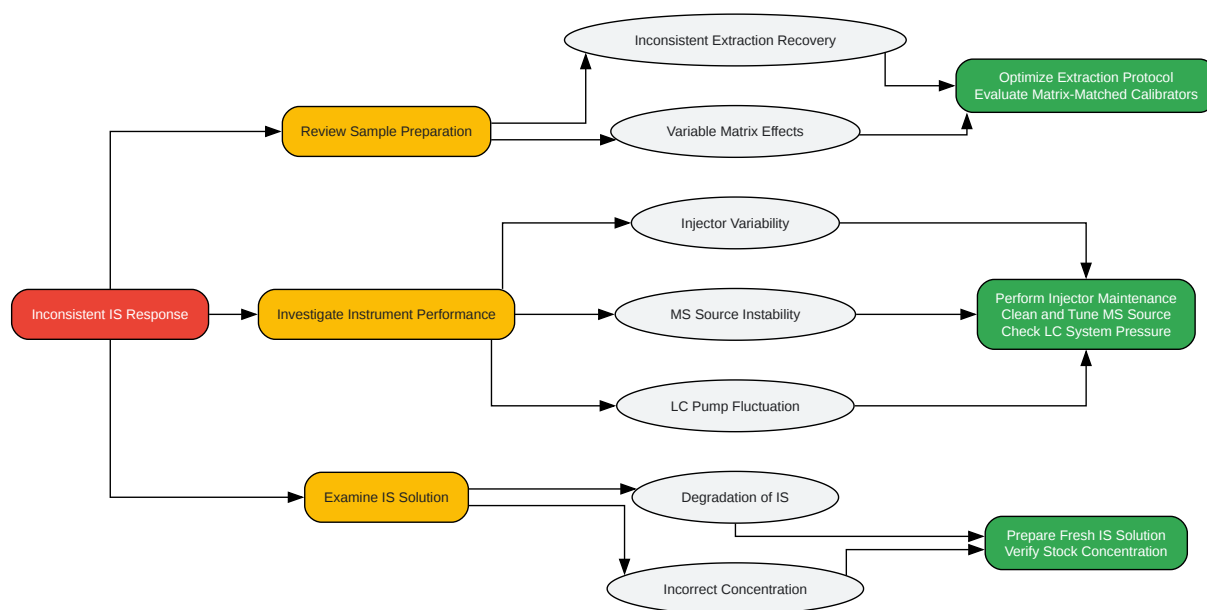 Inconsistent Extraction Recovery
Optimize Extraction Protocol
Evaluate Matrix-Matched Calibrators
Review Sample Preparation
Variable Matrix Effects
Injector Variability
Inconsistent IS Response
Investigate Instrument Performance
MS Source Instability
Perform Injector Maintenance
Clean and Tune MS Source
Check LC System Pressure
LC Pump Fluctuation
Examine IS Solution
Degradation of IS
Prepare Fresh IS Solution
Verify Stock Concentration
Incorrect Concentration